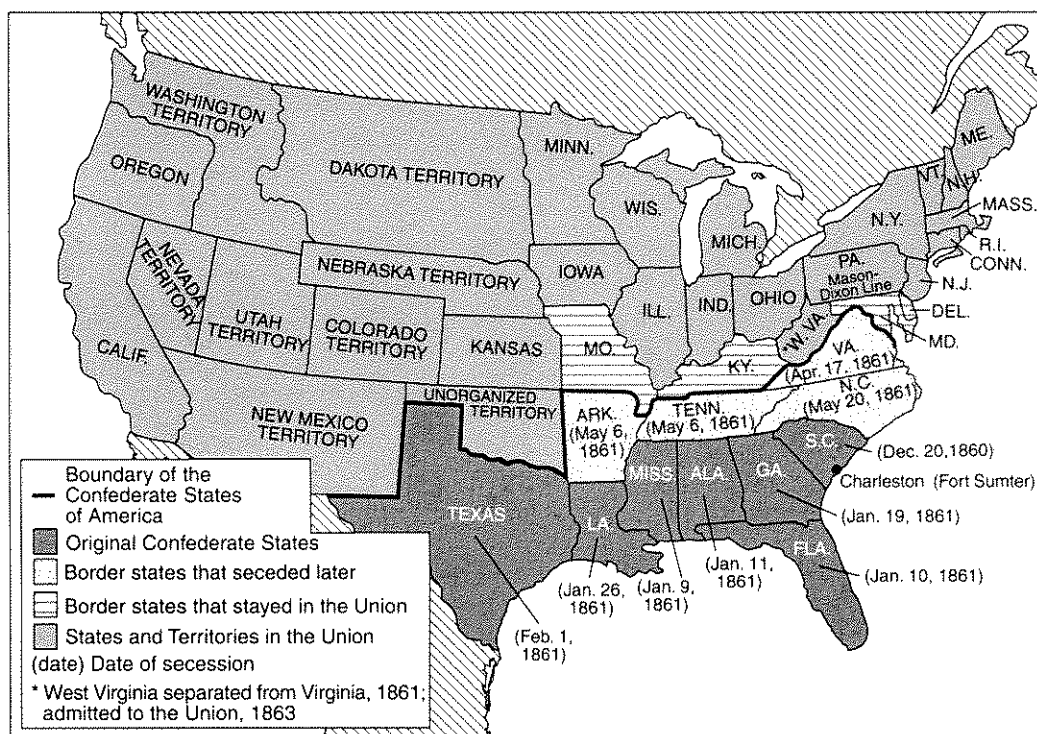 WASHINGTON
TERRITORY
OREGON
DAKOTA TERRITORY
MINN.
WIS.
MICH.
ME.
VT.
N.H.
MASS.
N.Y.
R.I.
CONN.
PA.
Mason-
Dixon Line
N.J.
DEL.
MD.
NEVADA
TERRITORY
CALIF.
UTAH
TERRITORY
NEBRASKA TERRITORY
IOWA
COLORADO
TERRITORY
KANSAS
ILL.
IND.
OHIO
*W. VA.
MO.
KY.
VA.
(Apr. 17, 1861)
N.C.
(May 20, 1861)
NEW MEXICO
TERRITORY
UNORGANIZED
TERRITORY
ARK.
(May 6,
1861)
TENN.
(May 6, 1861)
S.C.
(Dec. 20,1860)
Charleston (Fort Sumter)
TEXAS
(Feb. 1,
1861)
LA.
(Jan. 26,
1861)
MISS.
(Jan. 9,
1861)
ALA.
(Jan. 11,
1861)
GA.
(Jan. 19, 1861)
FLA.
(Jan. 10, 1861)
Boundary of the
Confederate States
of America
Original Confederate States
Border states that seceded later
Border states that stayed in the Union
States and Territories in the Union
(date) Date of secession
* West Virginia separated from Virginia, 1861;
admitted to the Union, 1863